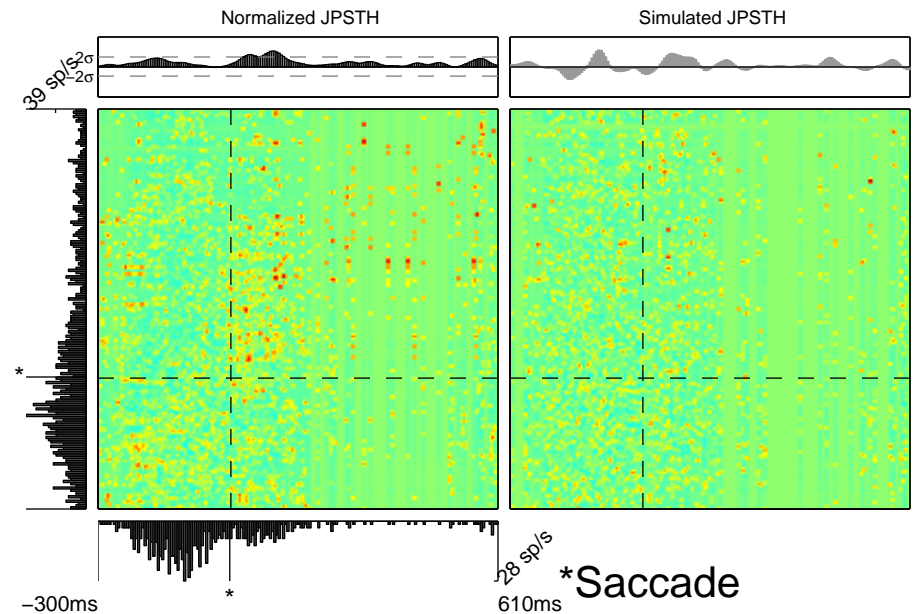 Normalized JPSTH
Simulated JPSTH
39 sp/s
2σ
−2σ
*
28 sp/s
*Saccade
*
−300ms
610ms